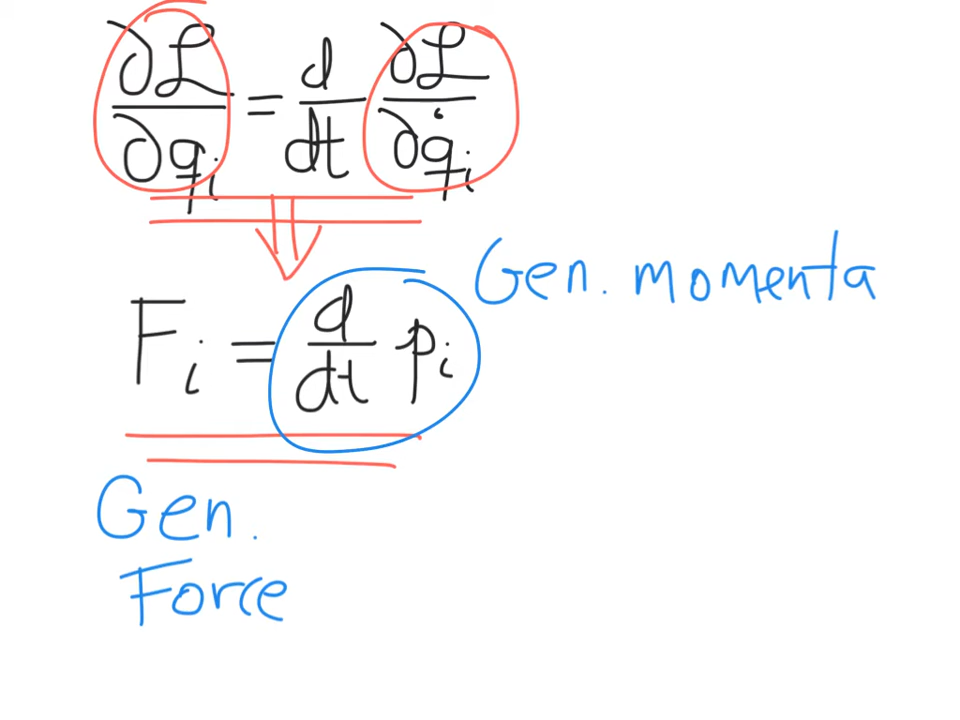 ∂ℒ/∂qᵢ = d/dt ∂ℒ/∂q̇ᵢ
Gen. momenta
Fᵢ = d/dt pᵢ
Gen.
Force